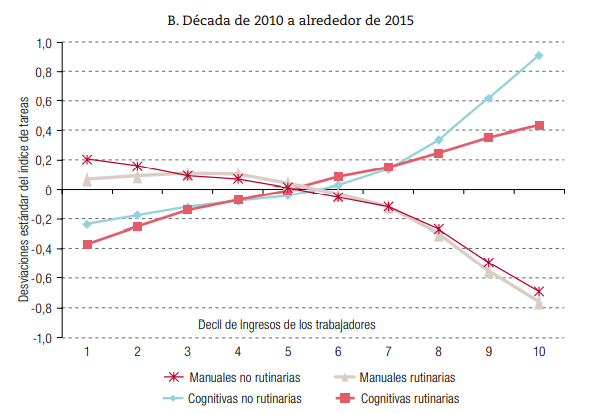 B. Década de 2010 a alrededor de 2015
Desviaciones estándar del índice de tareas
1,0
0,8
0,6
0,4
0,2
0
-0,2
-0,4
-0,6
-0,8
-1,0
Decil de Ingresos de los trabajadores
1 2 3 4 5 6 7 8 9 10
Manuales no rutinarias Manuales rutinarias
Cognitivas no rutinarias Cognitivas rutinarias